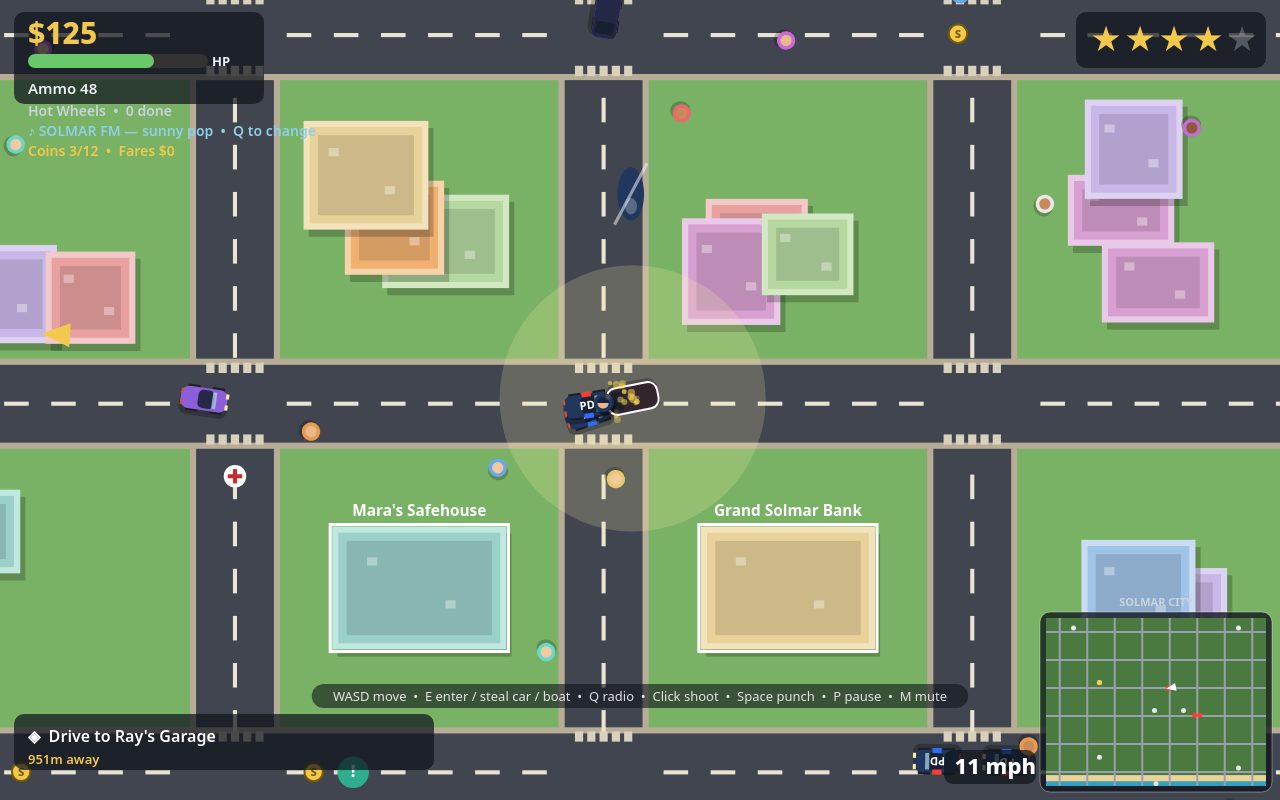 $125
HP
Ammo 48
Hot Wheels • 0 done
♪ SOLMAR FM — sunny pop • Q to change
Coins 3/12 • Fares $0
S
PD
Mara's Safehouse
Grand Solmar Bank
SOLMAR CITY
WASD move • E enter / steal car / boat • Q radio • Click shoot • Space punch • P pause • M mute
◈ Drive to Ray's Garage
951m away
S
S
!
PD
PD
11 mph